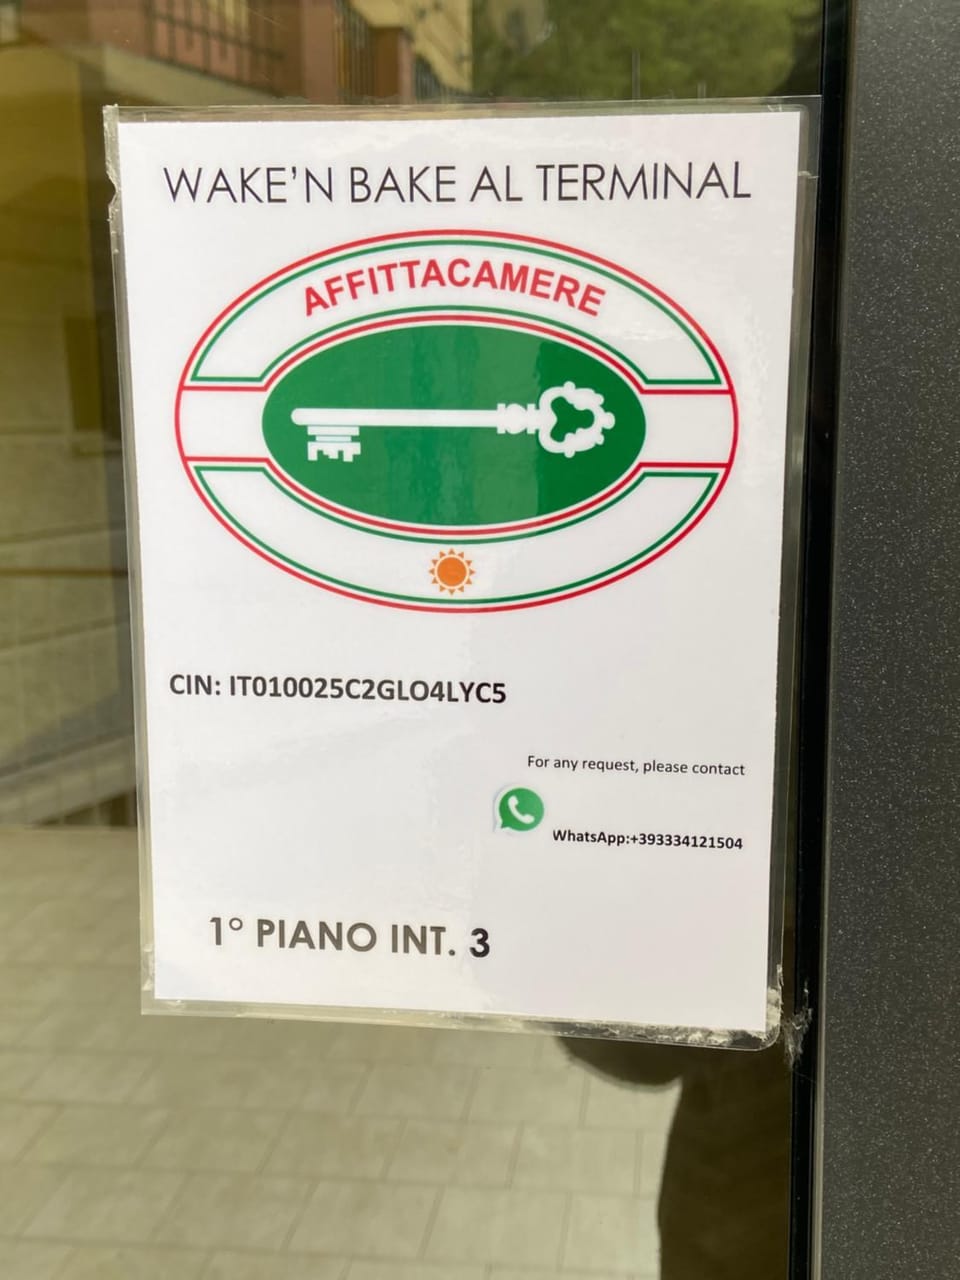 WAKE'N BAKE AL TERMINAL
AFFITTACAMERE
CIN: IT010025C2GLO4LYC5
For any request, please contact
WhatsApp:+393334121504
1° PIANO INT. 3